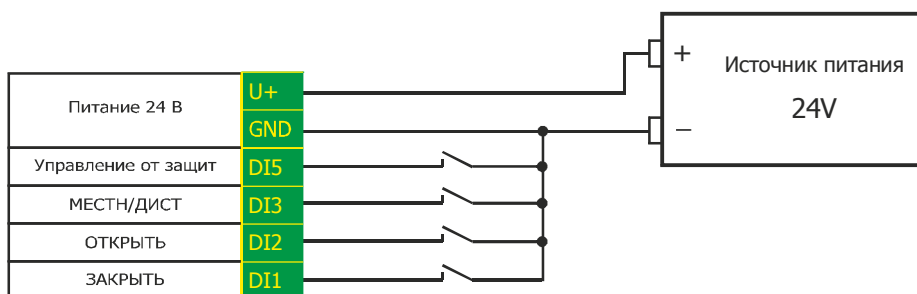 Питание 24 В
U+
GND
Управление от защит
DI5
МЕСТН/ДИСТ
DI3
ОТКРЫТЬ
DI2
ЗАКРЫТЬ
DI1
+
Источник питания
24V
−